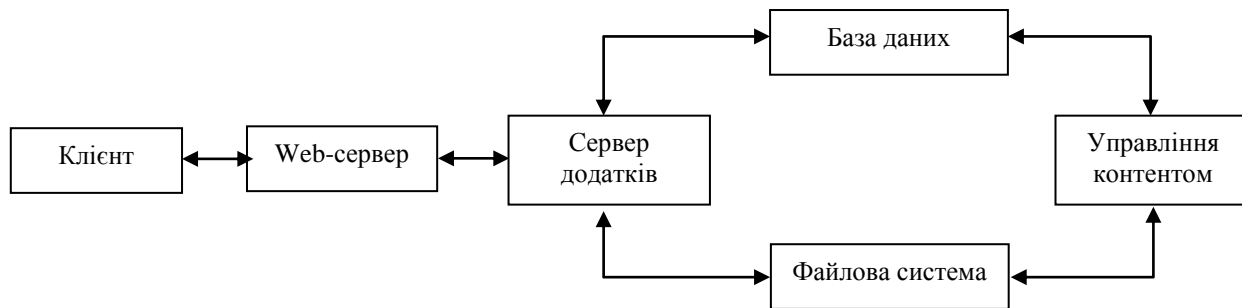 База даних
Клієнт
Web-сервер
Сервер
додатків
Управління
контентом
Файлова система